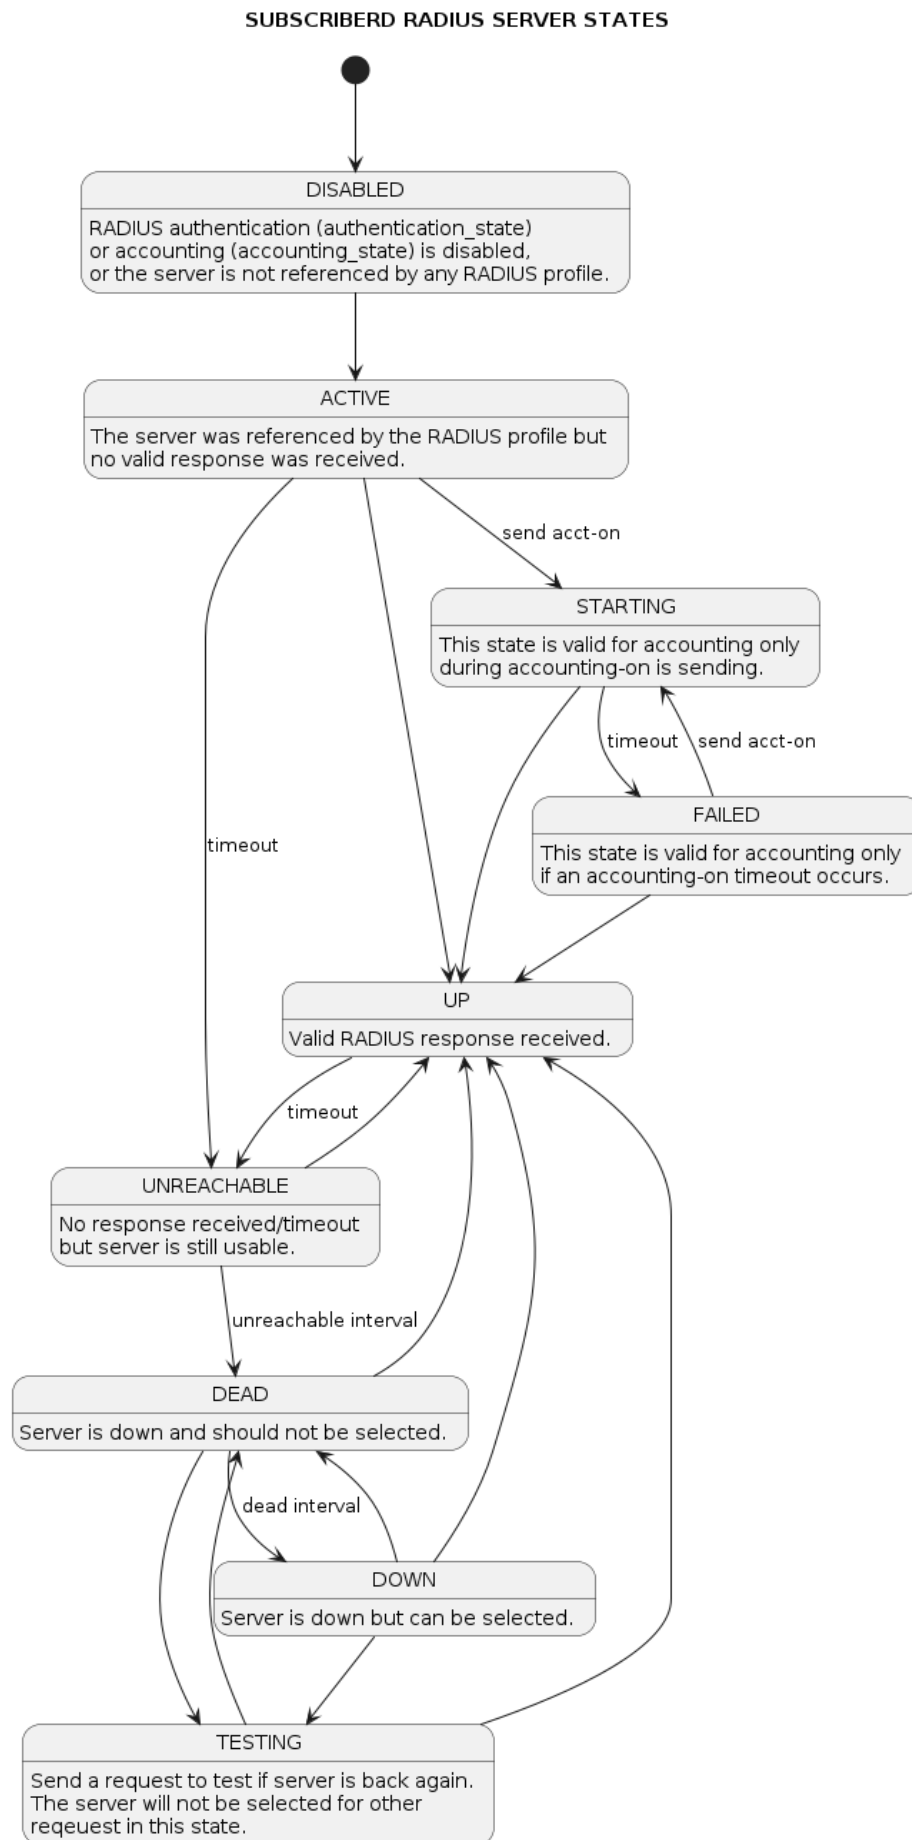 SUBSCRIBERD RADIUS SERVER STATES
DISABLED
RADIUS authentication (authentication_state)
or accounting (accounting_state) is disabled,
or the server is not referenced by any RADIUS profile.
ACTIVE
The server was referenced by the RADIUS profile but
no valid response was received.
send acct-on
STARTING
This state is valid for accounting only
during accounting-on is sending.
timeout
send acct-on
FAILED
This state is valid for accounting only
if an accounting-on timeout occurs.
timeout
UP
Valid RADIUS response received.
timeout
UNREACHABLE
No response received/timeout
but server is still usable.
unreachable interval
DEAD
Server is down and should not be selected.
dead interval
DOWN
Server is down but can be selected.
TESTING
Send a request to test if server is back again.
The server will not be selected for other
reqeuest in this state.